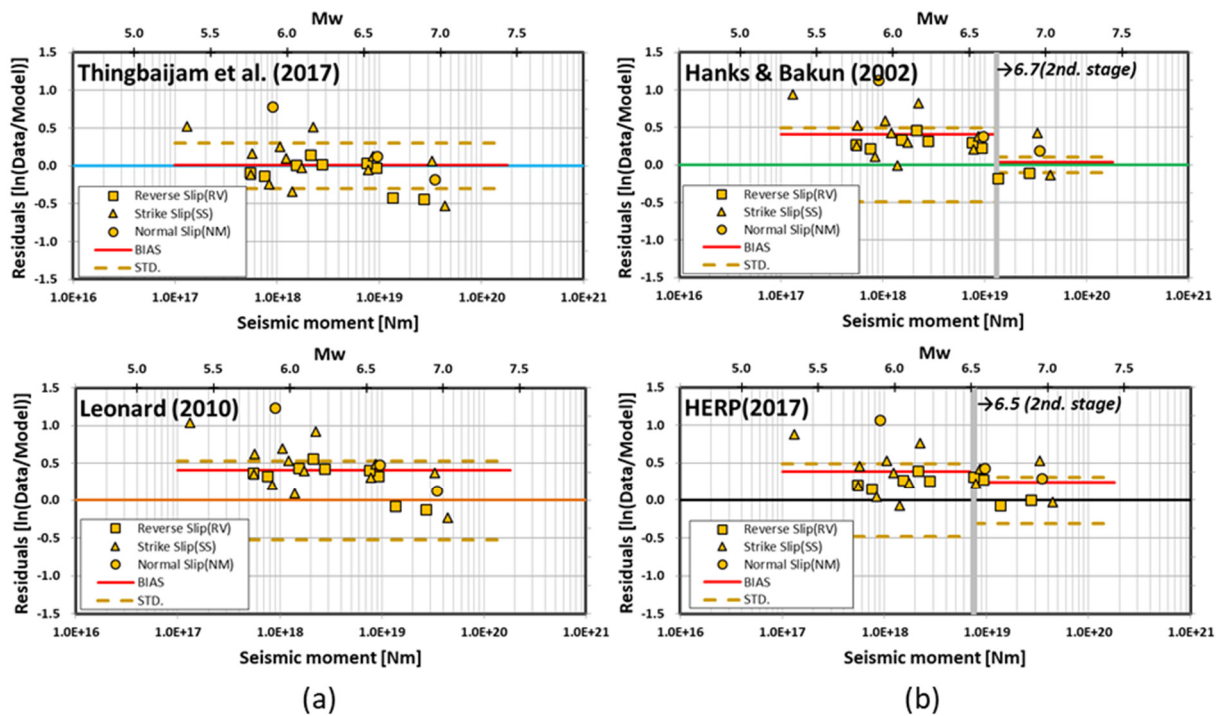 Mw
5.0 5.5 6.0 6.5 7.0 7.5
Thingbaijam et al. (2017)
Residuals [ln(Data/Model)]
1.5
1.0
0.5
0.0
-0.5
-1.0
-1.5
Reverse Slip(RV)
Strike Slip(SS)
Normal Slip(NM)
BIAS
STD.
1.0E+16 1.0E+17 1.0E+18 1.0E+19 1.0E+20 1.0E+21
Seismic moment [Nm]
Mw
5.0 5.5 6.0 6.5 7.0 7.5
Leonard (2010)
Residuals [ln(Data/Model)]
1.5
1.0
0.5
0.0
-0.5
-1.0
-1.5
Reverse Slip(RV)
Strike Slip(SS)
Normal Slip(NM)
BIAS
STD.
1.0E+16 1.0E+17 1.0E+18 1.0E+19 1.0E+20 1.0E+21
Seismic moment [Nm]
(a)
Mw
5.0 5.5 6.0 6.5 7.0 7.5
Hanks & Bakun (2002)
→6.7(2nd. stage)
Residuals [ln(Data/Model)]
1.5
1.0
0.5
0.0
-0.5
-1.0
-1.5
Reverse Slip(RV)
Strike Slip(SS)
Normal Slip(NM)
BIAS
STD.
1.0E+16 1.0E+17 1.0E+18 1.0E+19 1.0E+20 1.0E+21
Seismic moment [Nm]
Mw
5.0 5.5 6.0 6.5 7.0 7.5
HERP(2017)
→6.5 (2nd. stage)
Residuals [ln(Data/Model)]
1.5
1.0
0.5
0.0
-0.5
-1.0
-1.5
Reverse Slip(RV)
Strike Slip(SS)
Normal Slip(NM)
BIAS
STD.
1.0E+16 1.0E+17 1.0E+18 1.0E+19 1.0E+20 1.0E+21
Seismic moment [Nm]
(b)